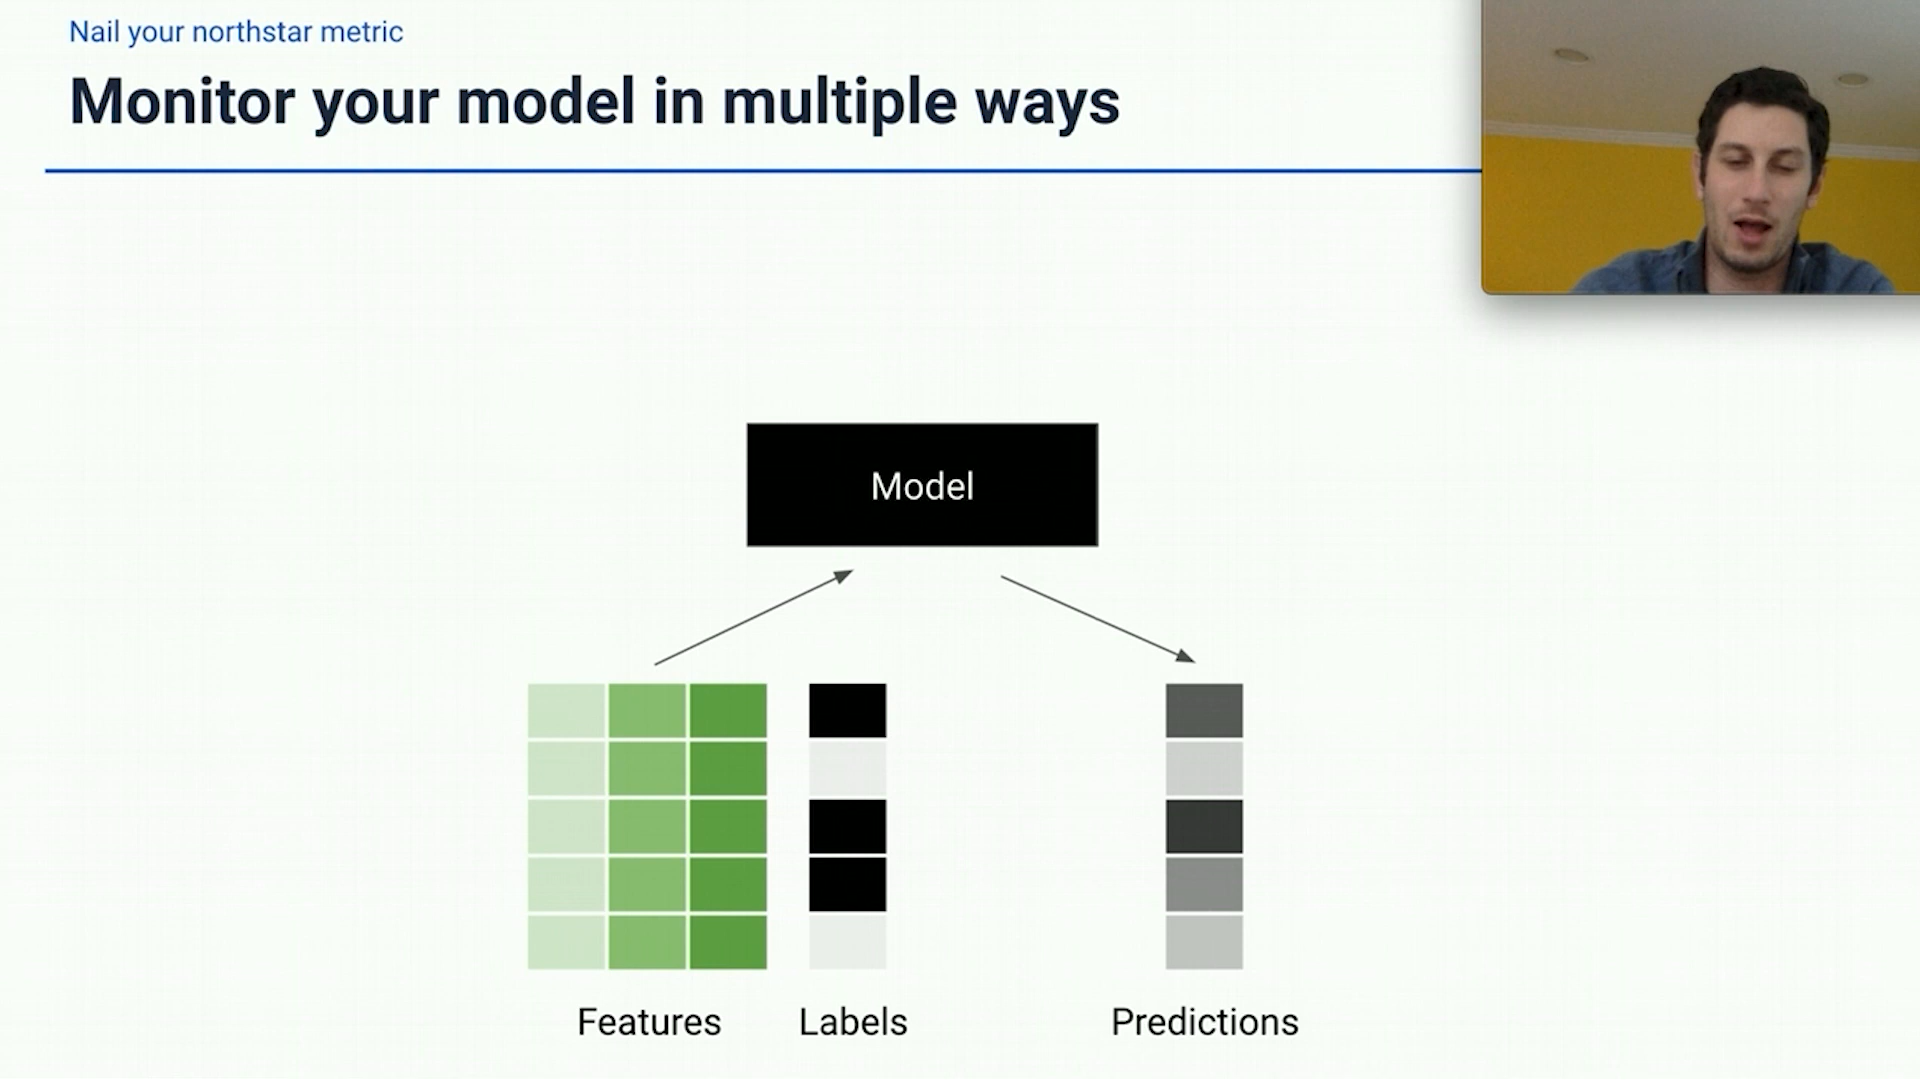 Nail your northstar metric
Monitor your model in multiple ways
Model
Features
Labels
Predictions